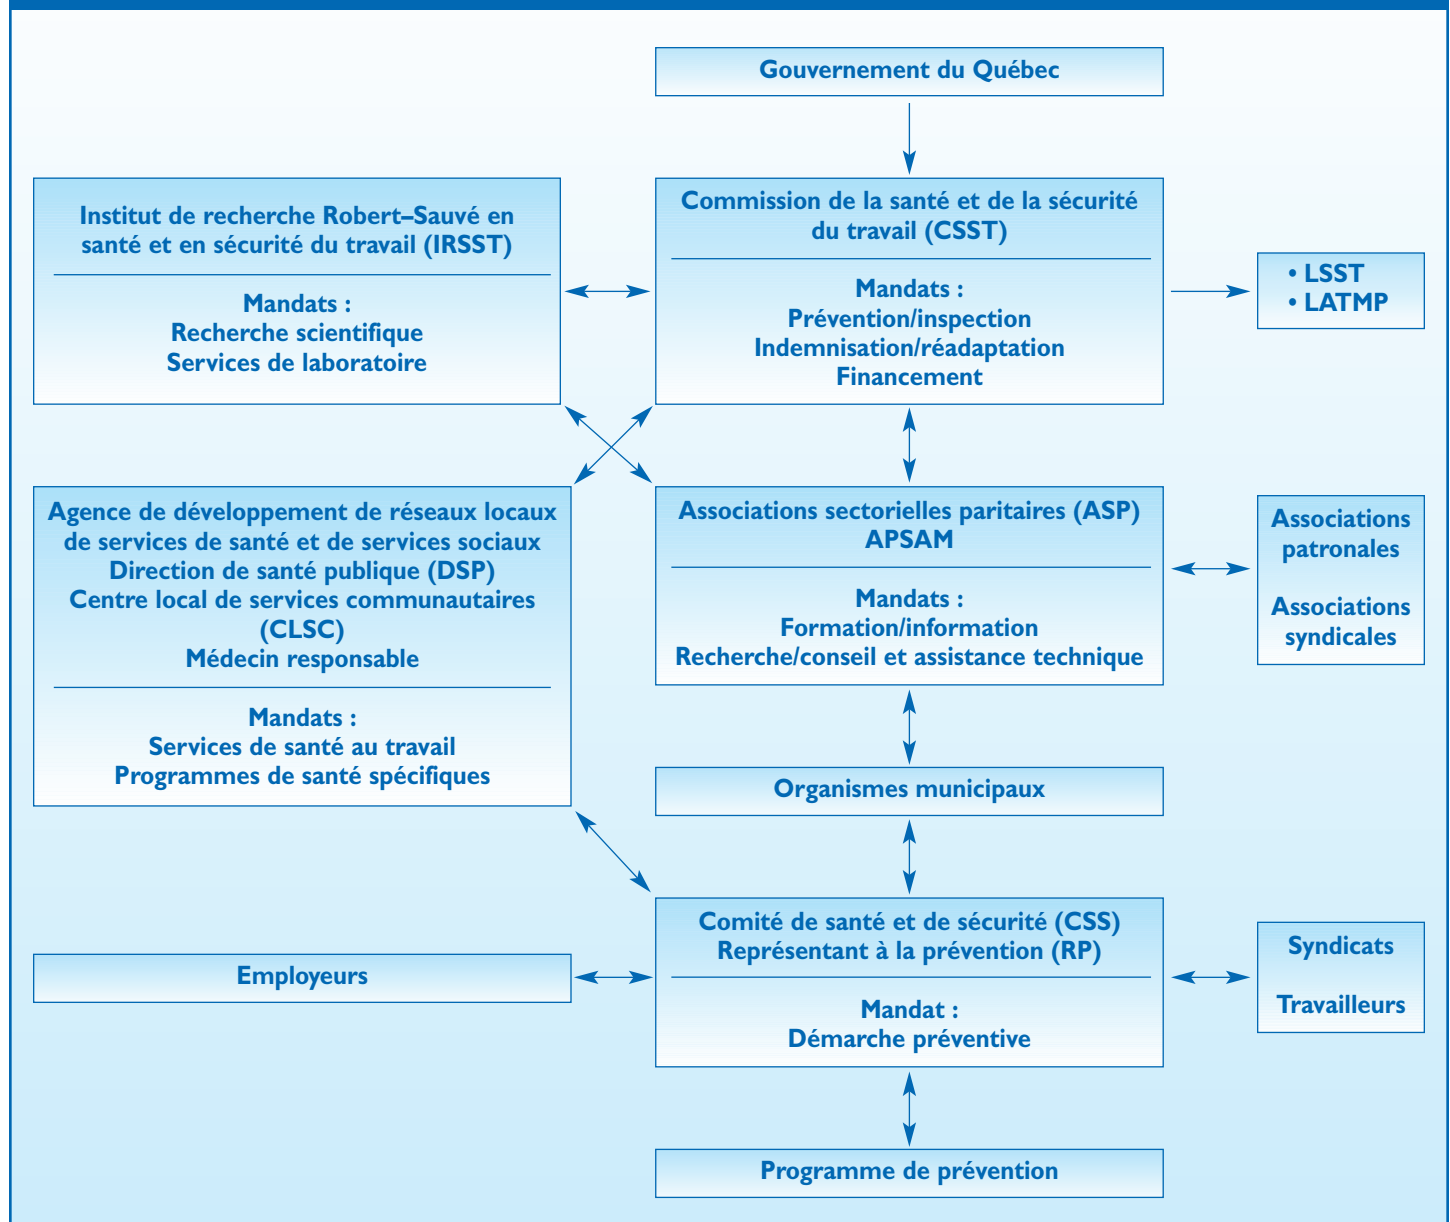 Gouvernement du Québec
Institut de recherche Robert–Sauvé en
santé et en sécurité du travail (IRSST)
Mandats :
Recherche scientifique
Services de laboratoire
Commission de la santé et de la sécurité
du travail (CSST)
Mandats :
Prévention/inspection
Indemnisation/réadaptation
Financement
• LSST
• LATMP
Agence de développement de réseaux locaux
de services de santé et de services sociaux
Direction de santé publique (DSP)
Centre local de services communautaires
(CLSC)
Médecin responsable
Mandats :
Services de santé au travail
Programmes de santé spécifiques
Associations sectorielles paritaires (ASP)
APSAM
Mandats :
Formation/information
Recherche/conseil et assistance technique
Associations
patronales
Associations
syndicales
Organismes municipaux
Comité de santé et de sécurité (CSS)
Représentant à la prévention (RP)
Mandat :
Démarche préventive
Employeurs
Syndicats
Travailleurs
Programme de prévention